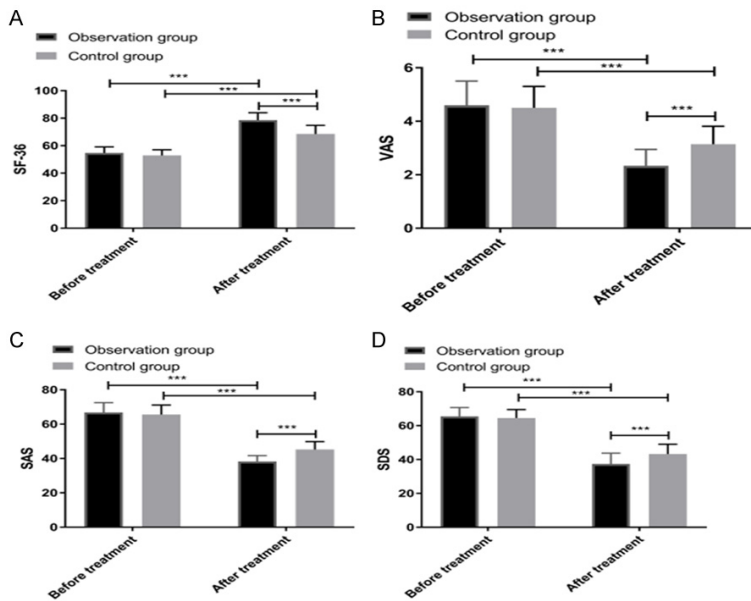 A
Observation group
Control group
***
***
***
SF-36
100
80
60
40
20
0
Before treatment
After treatment
B
Observation group
Control group
***
***
***
VAS
6
4
2
0
Before treatment
After treatment
C
Observation group
Control group
***
***
***
SAS
80
60
40
20
0
Before treatment
After treatment
D
Observation group
Control group
***
***
***
SDS
80
60
40
20
0
Before treatment
After treatment